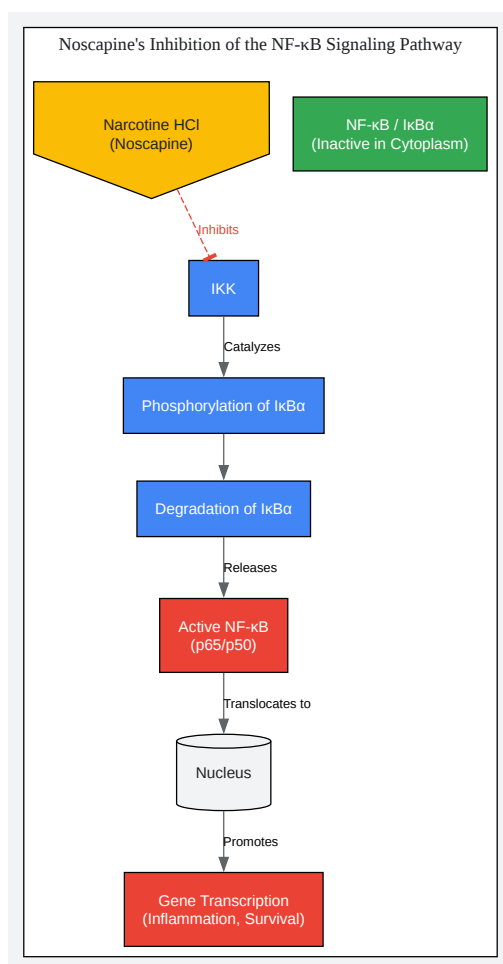 Noscapine's Inhibition of the NF-κB Signaling Pathway
Narcotine HCl
(Noscapine)
NF-κB / IκBα
(Inactive in Cytoplasm)
Inhibits
IKK
Catalyzes
Phosphorylation of IκBα
Degradation of IκBα
Releases
Active NF-κB
(p65/p50)
Translocates to
Nucleus
Promotes
Gene Transcription
(Inflammation, Survival)